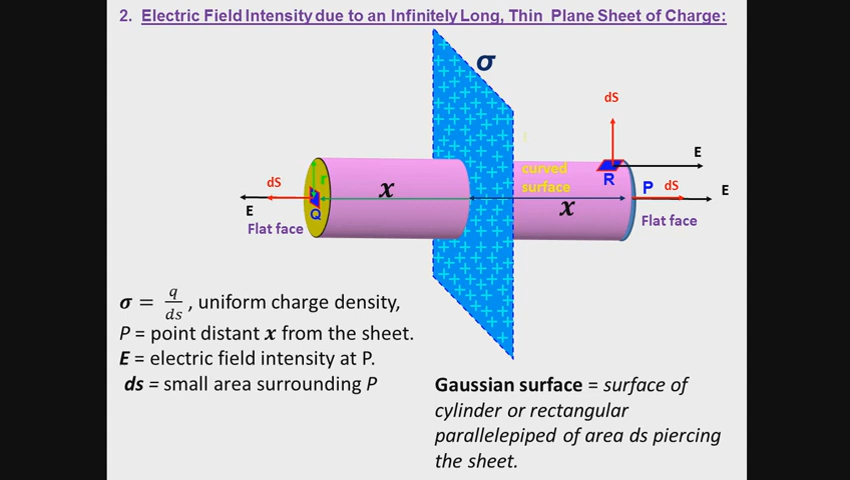 2. Electric Field Intensity due to an Infinitely Long, Thin Plane Sheet of Charge:
σ
dS
E
curved
surface
R
P
dS
E
x
x
dS
r
Q
E
Flat face
Flat face
σ = q/ds, uniform charge density,
P = point distant x from the sheet.
E = electric field intensity at P.
ds = small area surrounding P
Gaussian surface = surface of
cylinder or rectangular
parallelepiped of area ds piercing
the sheet.